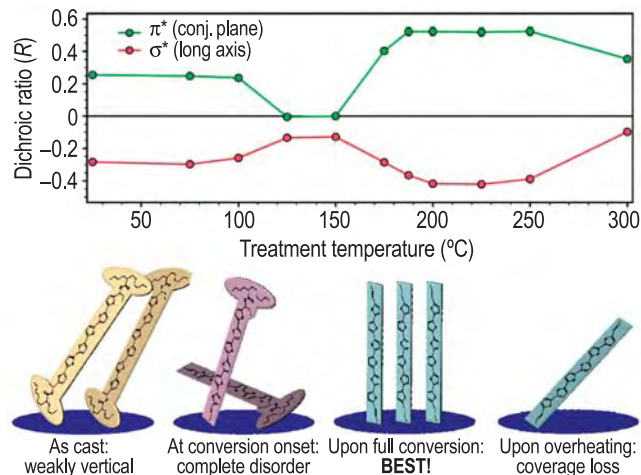 0.6
0.4
0.2
0
−0.2
−0.4
Dichroic ratio (R)
π* (conj. plane)
σ* (long axis)
50 100 150 200 250 300
Treatment temperature (ºC)
As cast:
weakly vertical
At conversion onset:
complete disorder
Upon full conversion:
BEST!
Upon overheating:
coverage loss